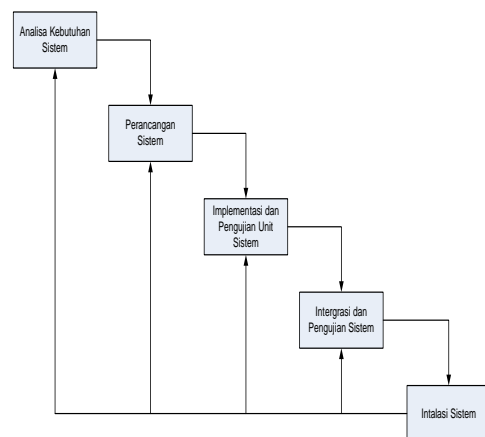 Analisa Kebutuhan
Sistem
Perancangan
Sistem
Implementasi dan
Pengujian Unit
Sistem
Intergrasi dan
Pengujian Sistem
Intalasi Sistem